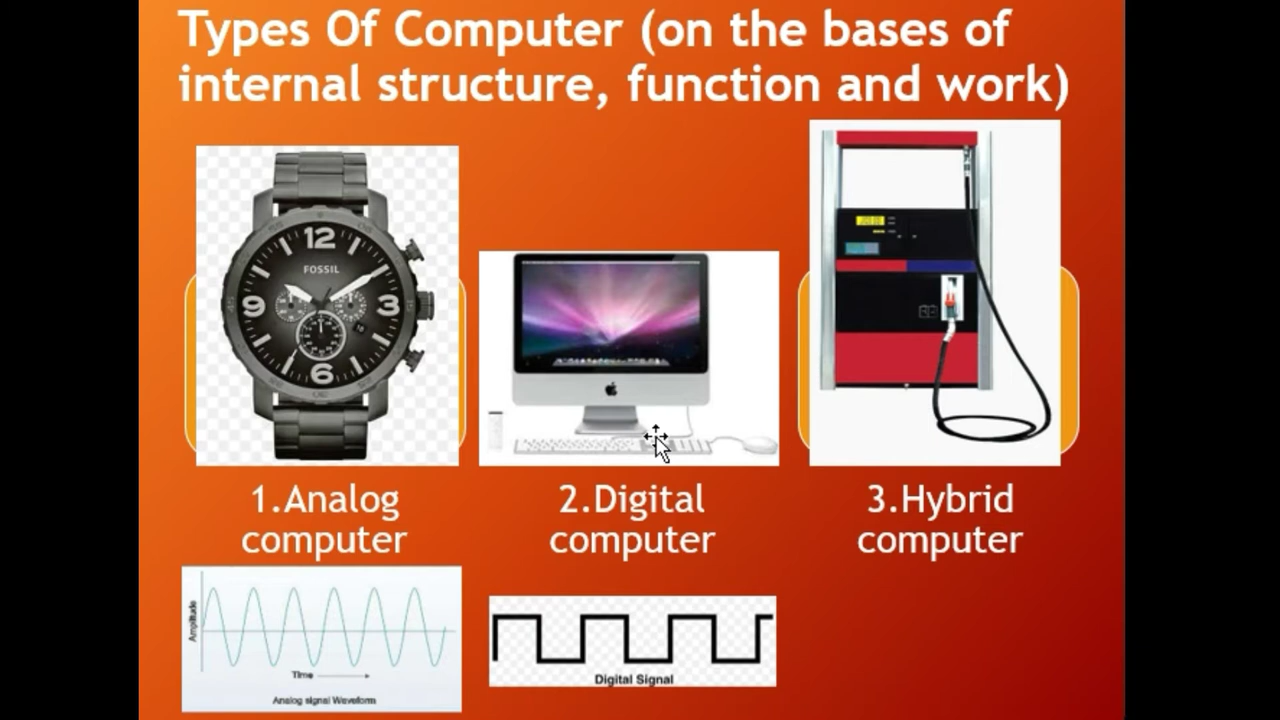 Types Of Computer (on the bases of
internal structure, function and work)
12
FOSSIL
9
3
6
1.Analog
computer
2.Digital
computer
3.Hybrid
computer
Amplitude
Time
Analog signal Waveform
Digital Signal